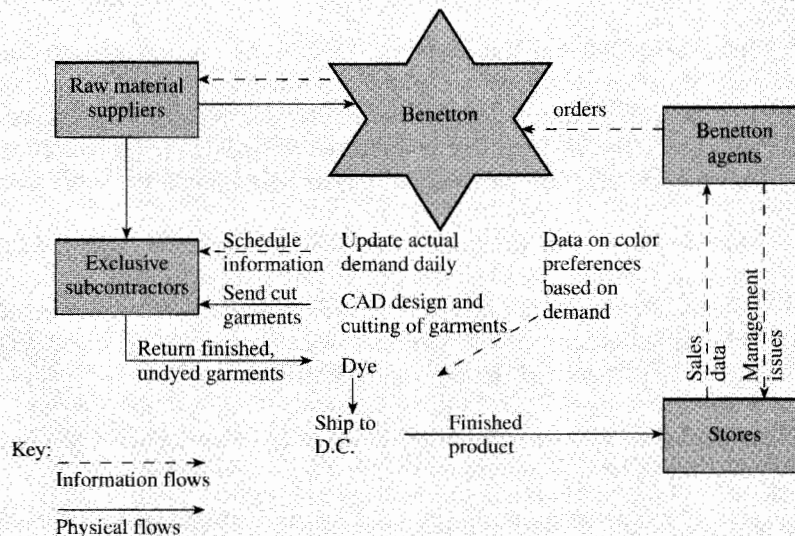 Raw material
suppliers
Benetton
orders
Benetton
agents
Exclusive
subcontractors
Schedule
information
Update actual
demand daily
Data on color
preferences
based on
demand
Send cut
garments
CAD design and
cutting of garments
Return finished,
undyed garments
Dye
Sales
data
Management
issues
Ship to
D.C.
Finished
product
Stores
Key:
Information flows
Physical flows